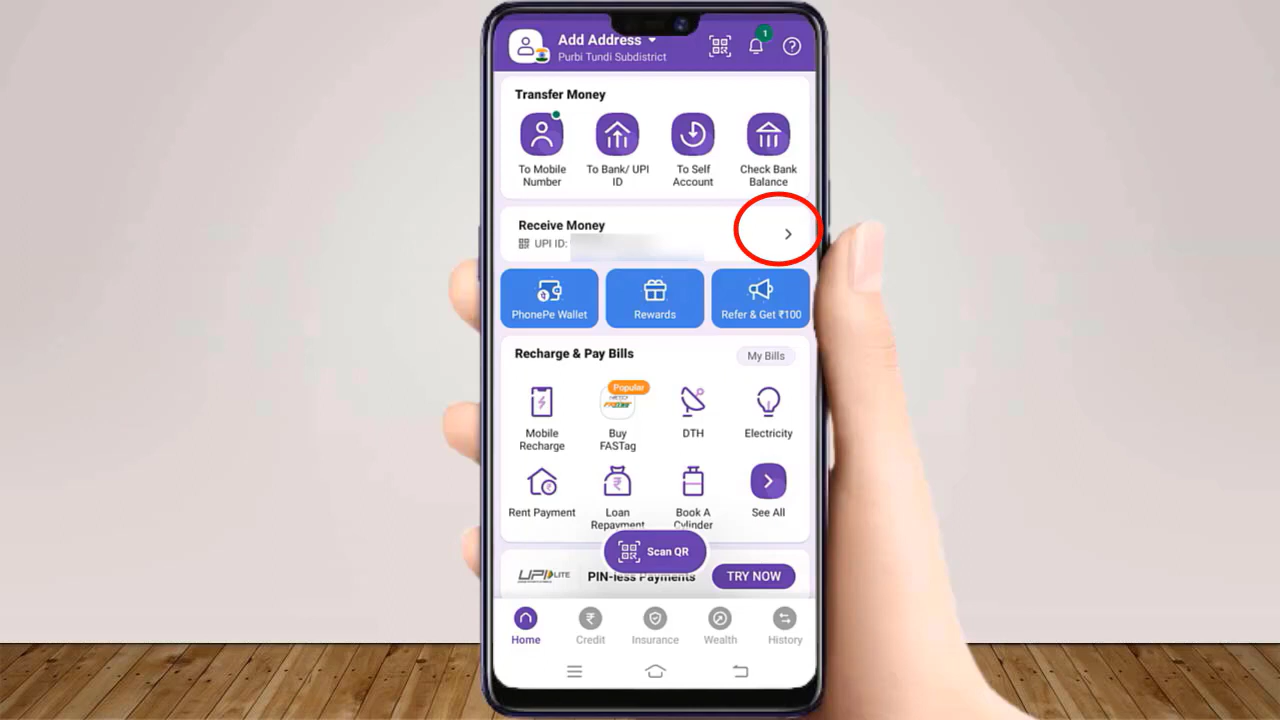 Add Address
1
Purbi Tundi Subdistrict
Transfer Money
To Mobile Number
To Bank/ UPI ID
To Self Account
Check Bank Balance
Receive Money
UPI ID:
PhonePe Wallet
Rewards
Refer & Get ₹100
Recharge & Pay Bills
My Bills
Popular
Mobile Recharge
Buy FASTag
DTH
Electricity
Rent Payment
Loan Repayment
Book A Cylinder
See All
Scan QR
UPI LITE
PIN-less Payments
TRY NOW
Home
Credit
Insurance
Wealth
History